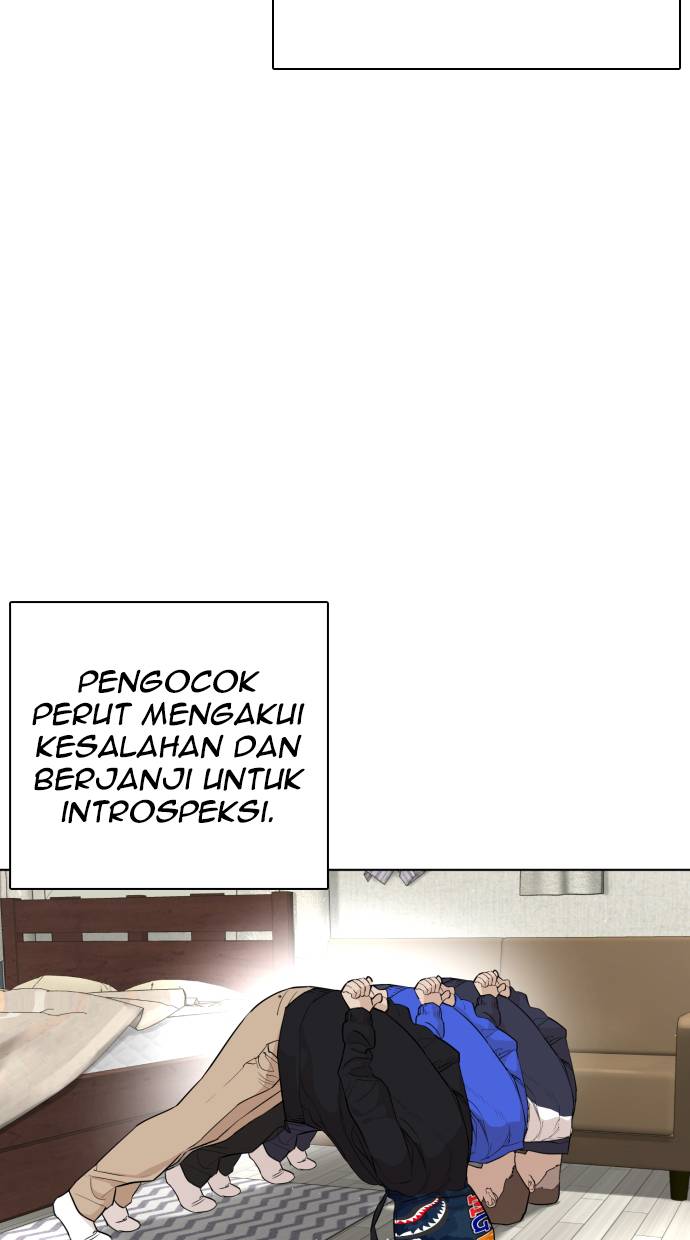 PENGOCOK
PERUT MENGAKUI
KESALAHAN DAN
BERJANJI UNTUK
INTROSPEKSI.